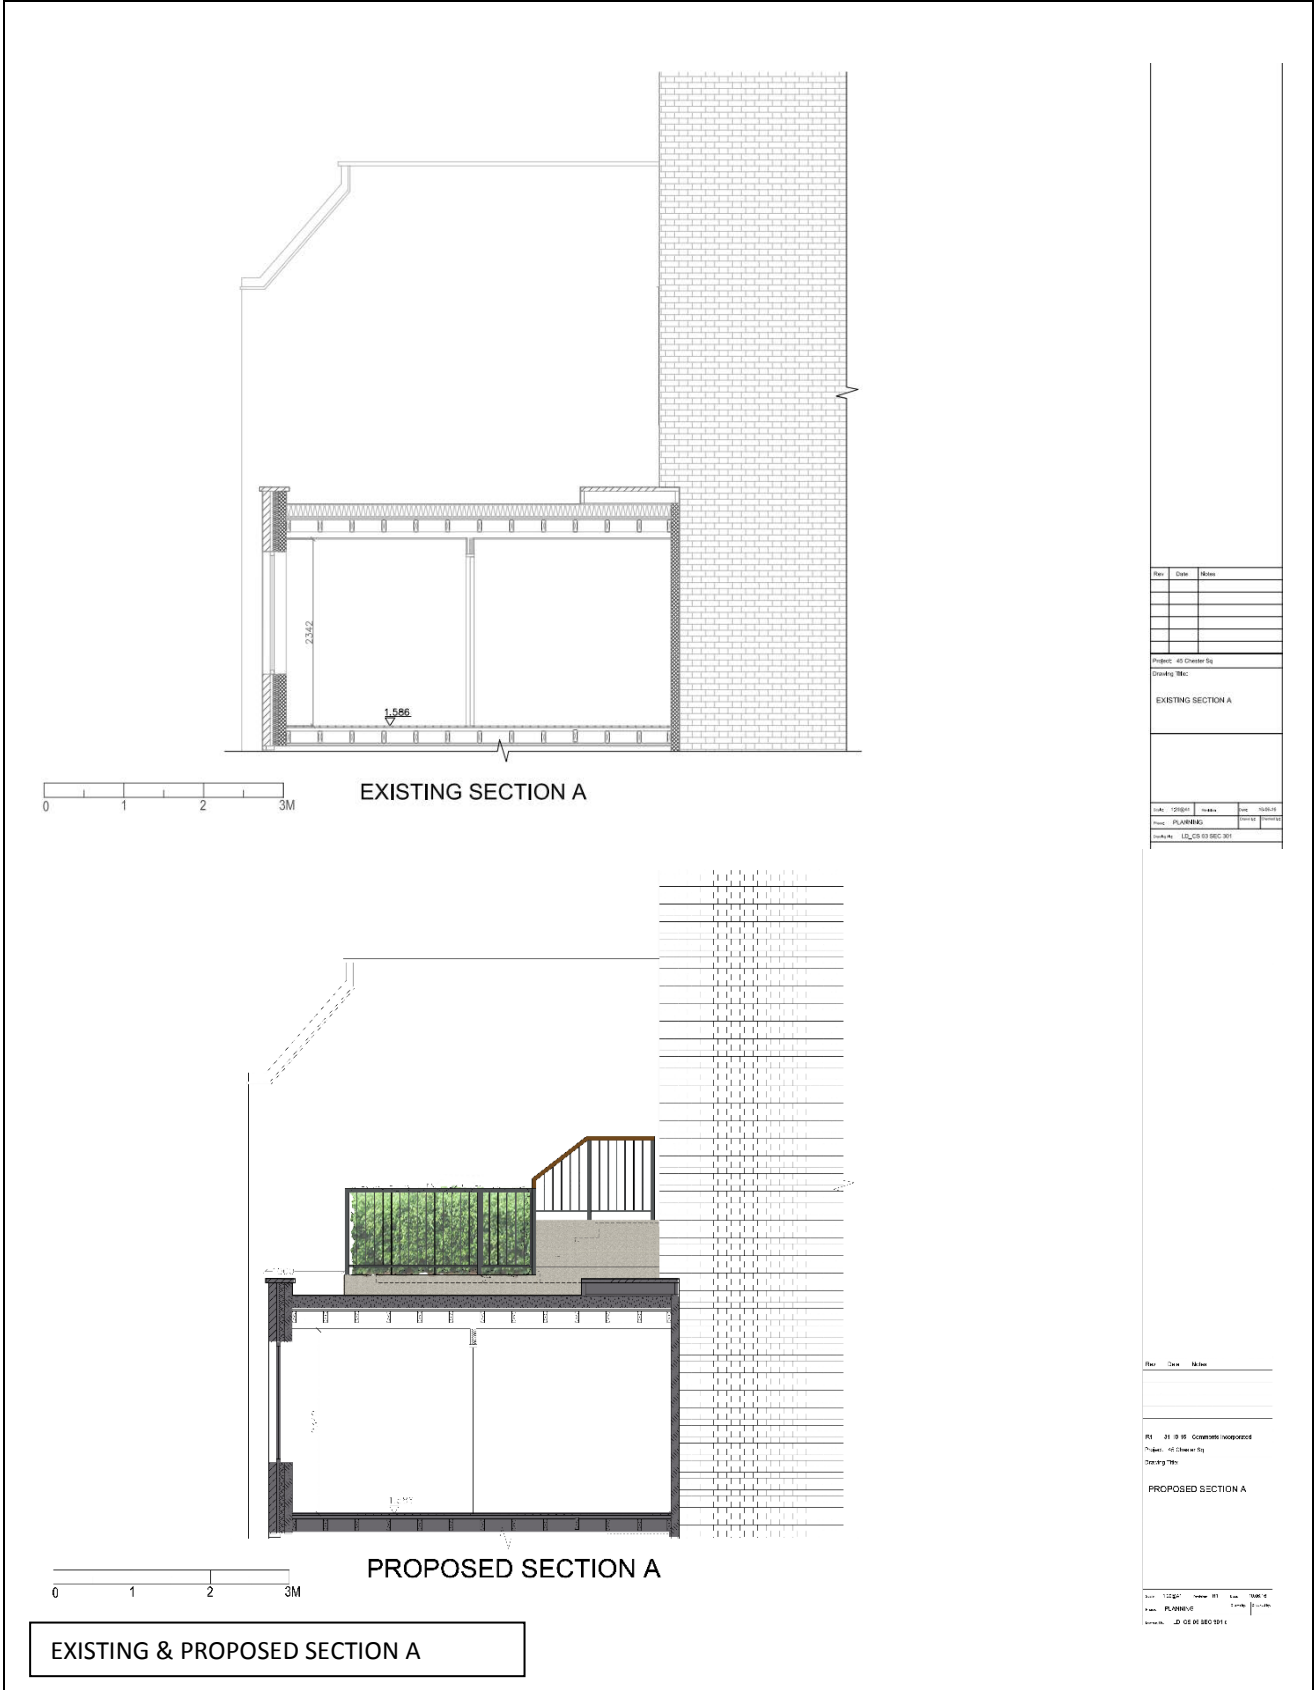 2342
1.586
EXISTING SECTION A
0 1 2 3M
Rev Date Notes
Project: 45 Chester Sq
Drawing Title:
EXISTING SECTION A
PLANNING
LD_CS 03 SEC 301
PROPOSED SECTION A
0 1 2 3M
Rev Date Notes
Comments Incorporated
Project: 45 Chester Sq
Drawing Title:
PROPOSED SECTION A
PLANNING
EXISTING & PROPOSED SECTION A